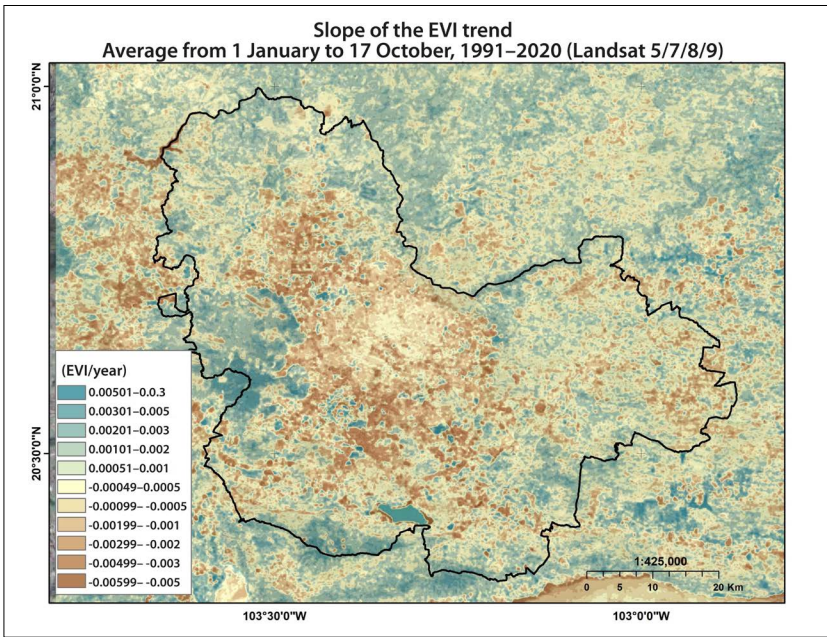 Slope of the EVI trend
Average from 1 January to 17 October, 1991–2020 (Landsat 5/7/8/9)
21°0'0"N
20°30'0"N
(EVI/year)
0.00501–0.0.3
0.00301–0.005
0.00201–0.003
0.00101–0.002
0.00051–0.001
-0.00049–0.0005
-0.00099– -0.0005
-0.00199– -0.001
-0.00299– -0.002
-0.00499– -0.003
-0.00599– -0.005
1:425,000
0 5 10 20 Km
103°30'0"W
103°0'0"W